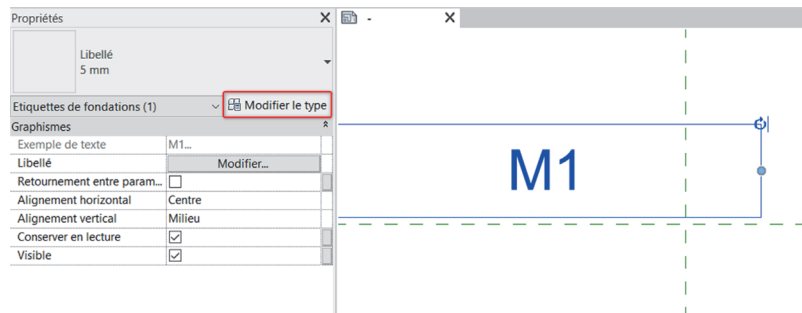 Propriétés
Libellé
5 mm
Etiquettes de fondations (1)
Modifier le type
Graphismes
Exemple de texte M1...
Libellé Modifier...
Retournement entre param...
Alignement horizontal Centre
Alignement vertical Milieu
Conserver en lecture
Visible
-
M1